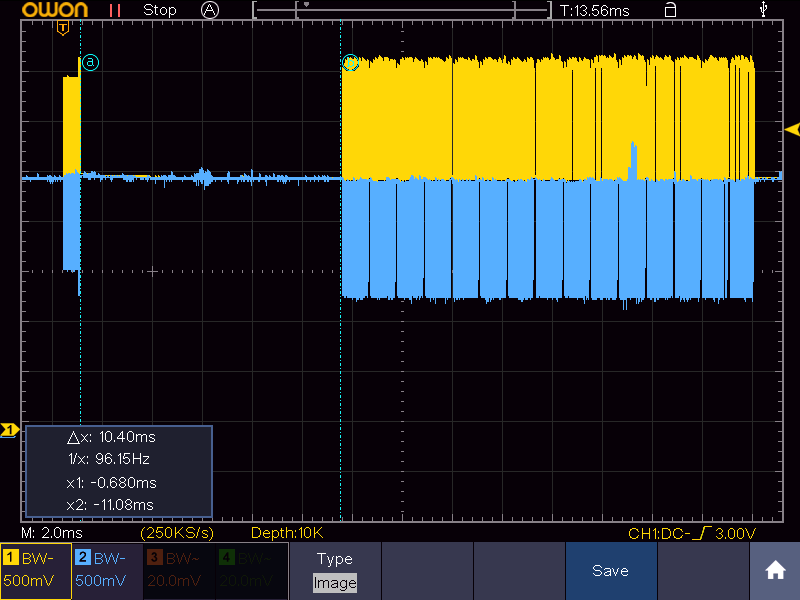 owon Stop A T:13.56ms
T
a b
1
△x: 10.40ms
1/x: 96.15Hz
x1: -0.680ms
x2: -11.08ms
M: 2.0ms (250KS/s) Depth:10K CH1:DC- 3.00V
1 BW~ 2 BW~ 3 BW~ 4 BW~ Type
500mV 500mV 20.0mV 20.0mV Image Save